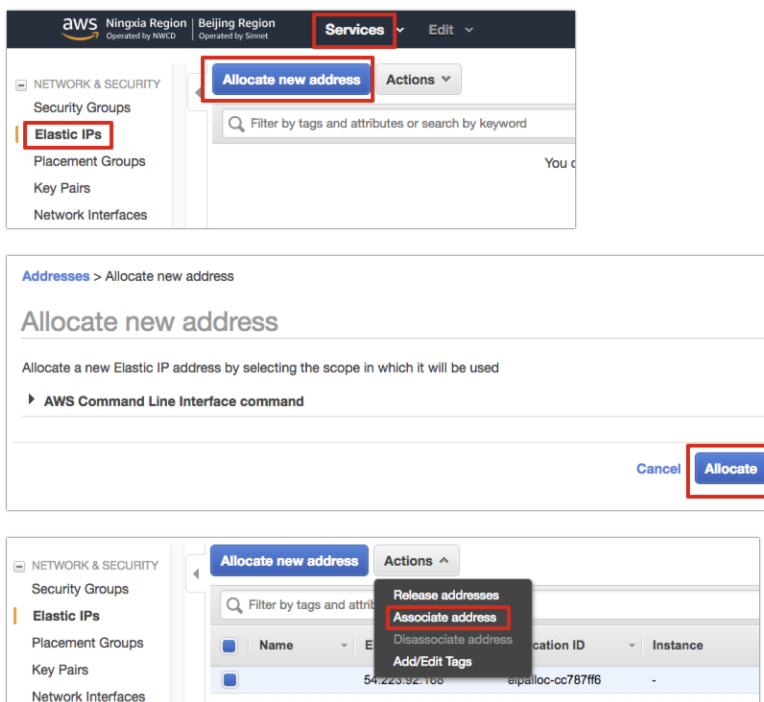 aws Ningxia Region Beijing Region
Operated by NWCD Operated by Sinnet
Services Edit
NETWORK & SECURITY
Security Groups
Elastic IPs
Placement Groups
Key Pairs
Network Interfaces
Allocate new address Actions
Filter by tags and attributes or search by keyword
You
Addresses > Allocate new address
Allocate new address
Allocate a new Elastic IP address by selecting the scope in which it will be used
AWS Command Line Interface command
Cancel Allocate
NETWORK & SECURITY
Security Groups
Elastic IPs
Placement Groups
Key Pairs
Network Interfaces
Allocate new address Actions
Filter by tags and attrib
Release addresses
Associate address
Disassociate address
Add/Edit Tags
Name E cation ID Instance
54.223.92.168 eipalloc-cc787ff6 -